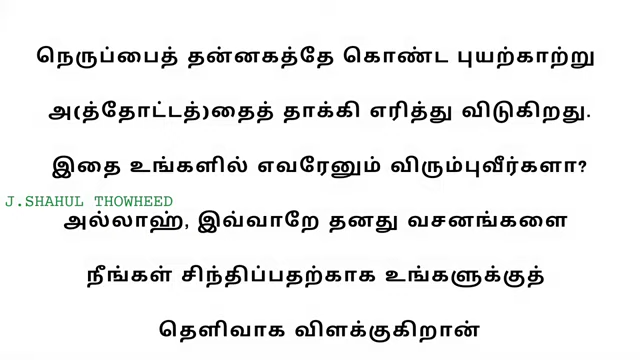 நெருப்பைத் தன்னகத்தே கொண்ட புயற்காற்று
அ(த்தோட்டத்)தைத் தாக்கி எரித்து விடுகிறது.
இதை உங்களில் எவரேனும் விரும்புவீர்களா?
J.SHAHUL THOWHEED
அல்லாஹ், இவ்வாறே தனது வசனங்களை
நீங்கள் சிந்திப்பதற்காக உங்களுக்குத்
தெளிவாக விளக்குகிறான்